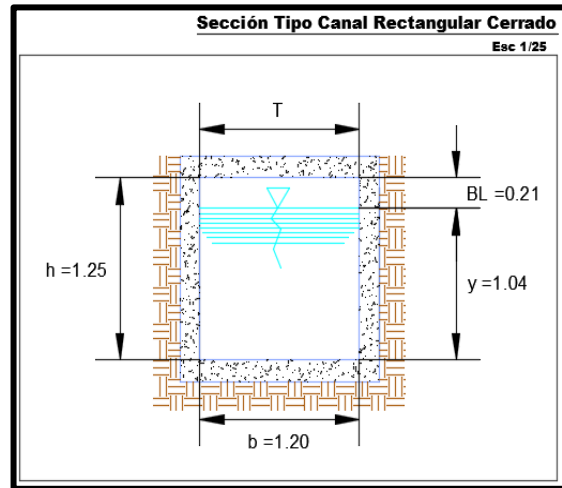 Sección Tipo Canal Rectangular Cerrado
Esc 1/25
T
BL =0.21
h =1.25
y =1.04
b =1.20